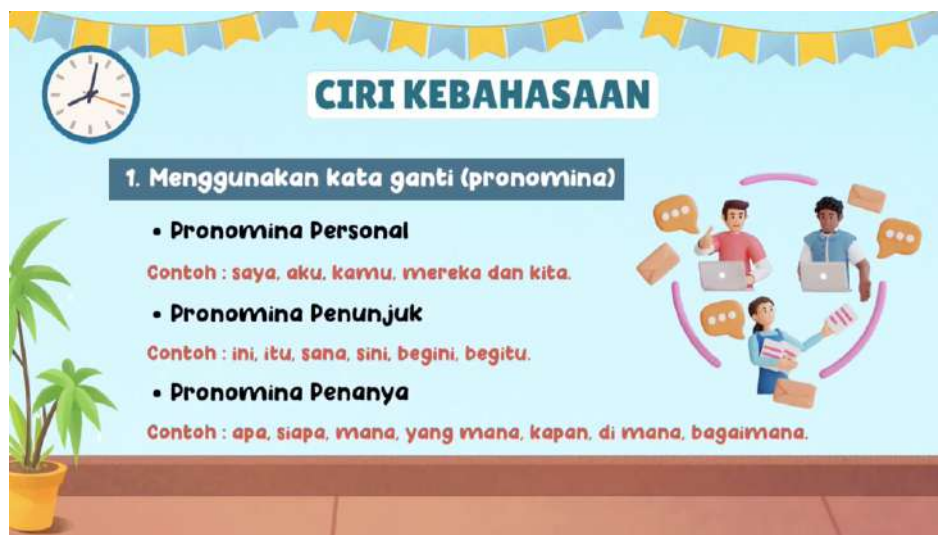 CIRI KEBAHASAAN
1. Menggunakan kata ganti (pronomina)
• Pronomina Personal
Contoh : saya, aku, kamu, mereka dan kita.
• Pronomina Penunjuk
Contoh : ini, itu, sana, sini, begini, begitu.
• Pronomina Penanya
Contoh : apa, siapa, mana, yang mana, kapan, di mana, bagaimana.